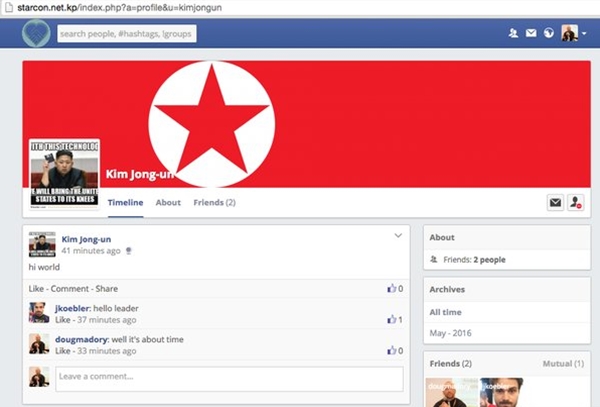 starcon.net.kp/index.php?a=profile&u=kimjongun
search people, #hashtags, !groups
ITH THIS TECHNOLOG
E WILL BRING THE UNIT
STATES TO ITS KNEES
Kim Jong-un
Timeline About Friends (2)
Kim Jong-un
41 minutes ago
hi world
Like - Comment - Share 0
jkoebler: hello leader
Like - 37 minutes ago 1
dougmadory: well it's about time
Like - 33 minutes ago 0
Leave a comment...
About
Friends: 2 people
Archives
All time
May - 2016
Friends (2) Mutual (1)
dougmadory jkoebler